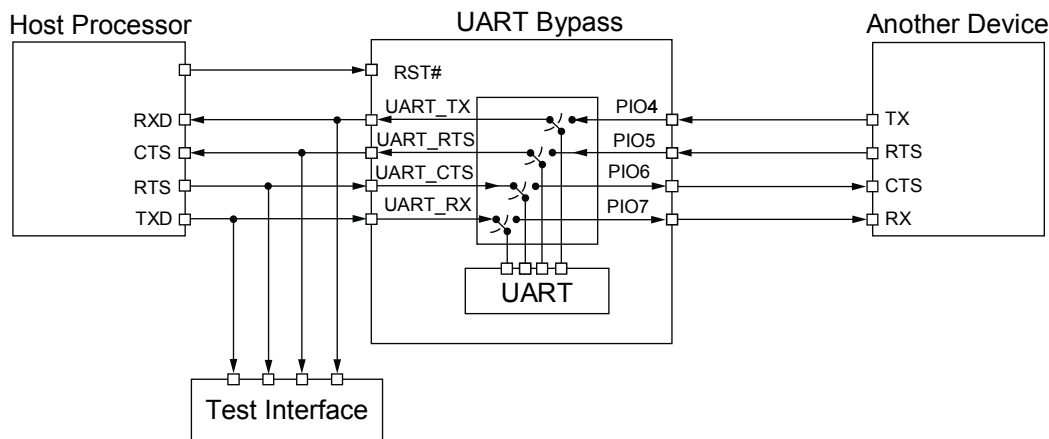 Host Processor
UART Bypass
Another Device
RST#
RXD
UART_TX
PIO4
TX
CTS
UART_RTS
PIO5
RTS
RTS
UART_CTS
PIO6
CTS
TXD
UART_RX
PIO7
RX
UART
Test Interface